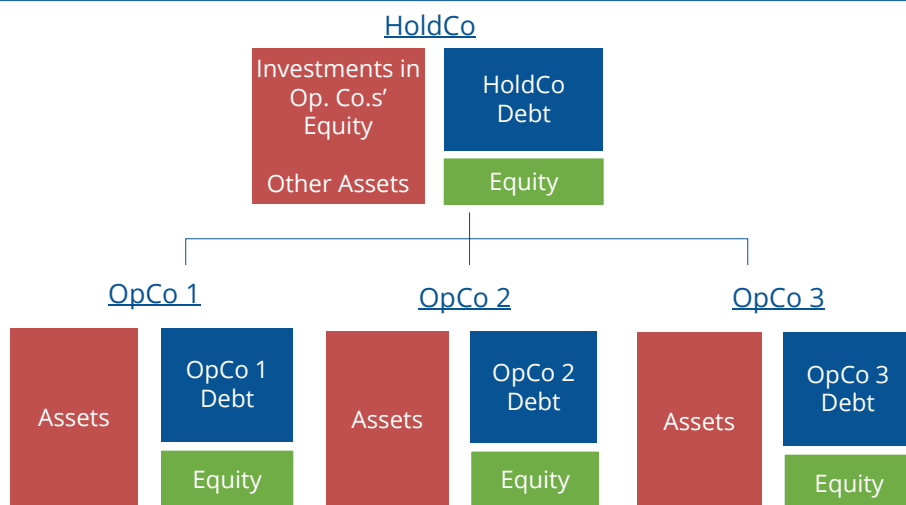 HoldCo
Investments in
Op. Co.s’
Equity
Other Assets
HoldCo
Debt
Equity
OpCo 1
OpCo 2
OpCo 3
Assets
OpCo 1
Debt
Equity
Assets
OpCo 2
Debt
Equity
Assets
OpCo 3
Debt
Equity